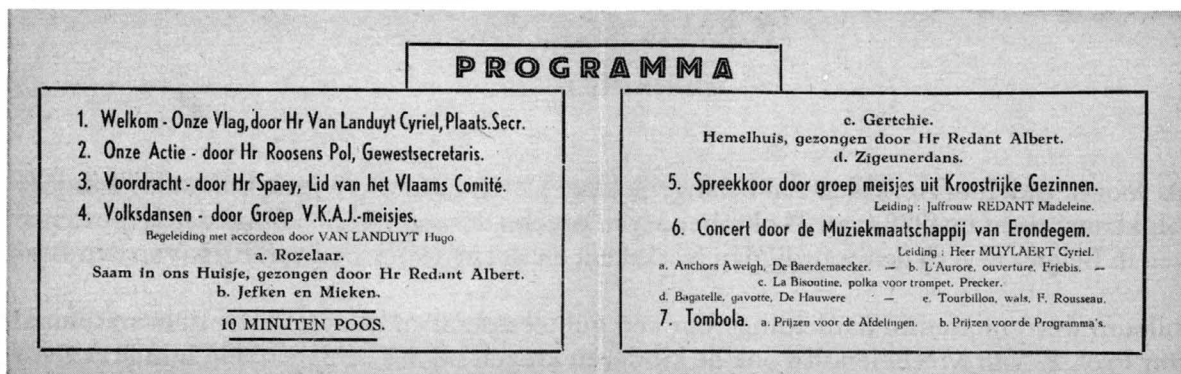 PROGRAMMA
1. Welkom - Onze Vlag, door Hr Van Landuyt Cyriel, Plaats.Secr.
2. Onze Actie - door Hr Roosens Pol, Gewestsecretaris.
3. Voordracht - door Hr Spaey, Lid van het Vlaams Comité.
4. Volksdansen - door Groep V.K.A.J.-meisjes.
Begeleiding met accordeon door VAN LANDUYT Hugo
a. Rozelaar.
Saam in ons Huisje, gezongen door Hr Redant Albert.
b. Jefken en Mieken.
10 MINUTEN POOS.
c. Gertchie.
Hemelhuis, gezongen door Hr Redant Albert.
d. Zigeunerdans.
5. Spreekkoor door groep meisjes uit Kroostrijke Gezinnen.
Leiding : Juffrouw REDANT Madeleine.
6. Concert door de Muziekmaatschappij van Erondegem.
Leiding : Heer MUYLAERT Cyriel.
a. Anchors Aweigh, De Baerdemaecker. — b. L'Aurore, ouverture, Friebis. —
c. La Bisontine, polka voor trompet, Precker.
d. Bagatelle, gavotte, De Hauwere — e. Tourbillon, wals, F. Rousseau.
7. Tombola. a. Prijzen voor de Afdelingen. b. Prijzen voor de Programma's.